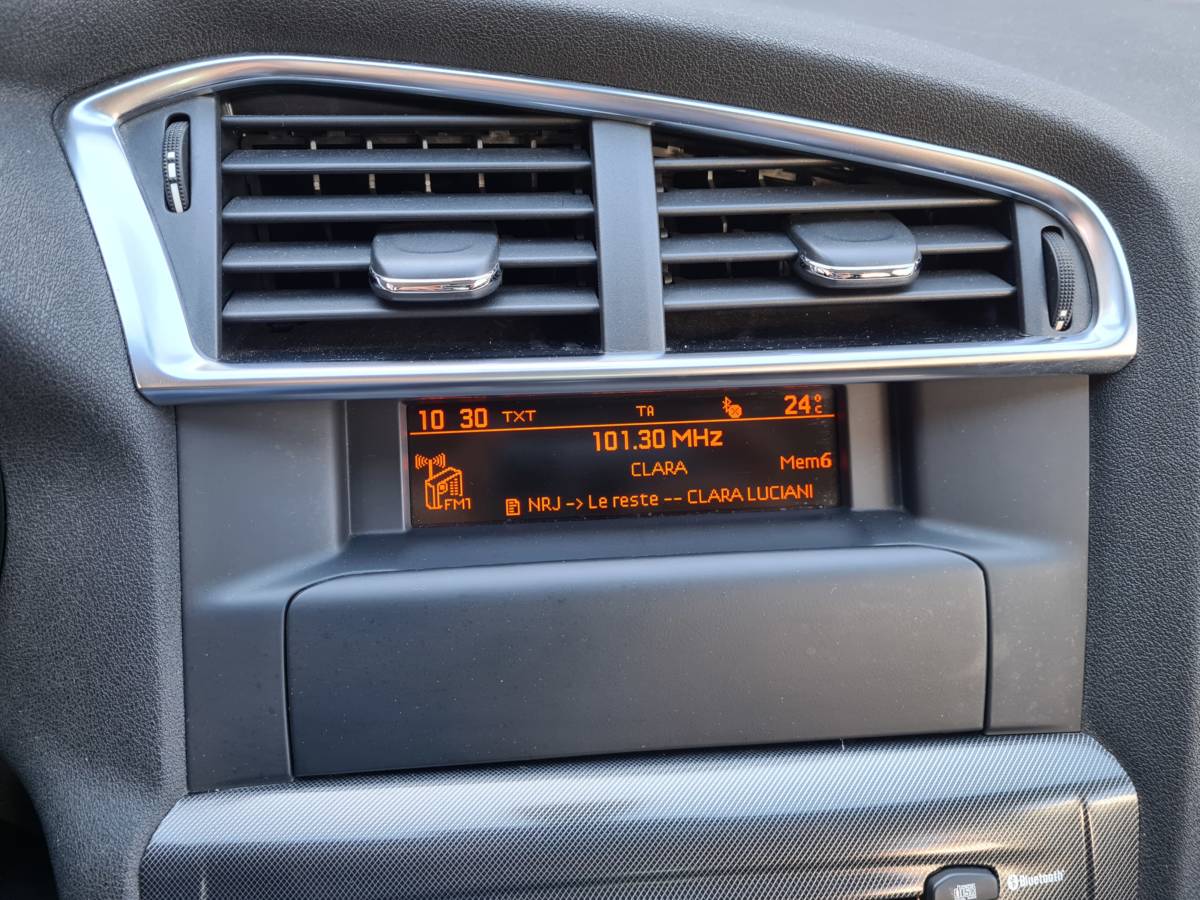 10 30 TXT TA 24°C
101.30 MHz
CLARA Mem6
FM1 NRJ -> Le reste -- CLARA LUCIANI
Bluetooth